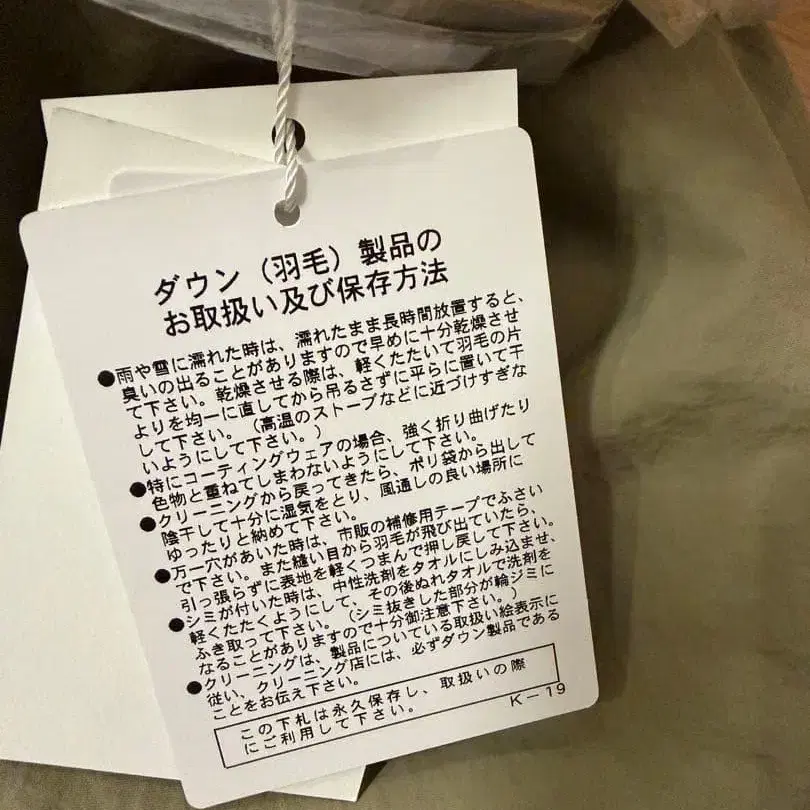 ダウン（羽毛）製品の
お取扱い及び保存方法
●雨や雪に濡れた時は、濡れたまま長時間放置すると、
臭いの出ることがありますので早めに十分乾燥させ
て下さい。乾燥させる際は、軽くたたいて羽毛の片
よりを均一に直してから吊るさずに平らに置いて干
して下さい。（高温のストーブなどに近づけすぎな
いようにして下さい。）
●特にコーティングウェアの場合、強く折り曲げたり
色物と重ねてしまわないようにして下さい。
●クリーニングから戻ってきたら、ポリ袋から出して
陰干して十分に湿気をとり、風通しの良い場所に
ゆったりと納めて下さい。
●万一穴があいた時は、市販の補修用テープでふさい
で下さい。また縫い目から羽毛が飛び出ていたら、
引っ張らずに表地を軽くつまんで押し戻して下さい。
●シミが付いた時は、中性洗剤をタオルにしみ込ませ、
軽くたたくようにして、その後ぬれタオルで洗剤を
ふき取って下さい。（シミ抜きした部分が輪ジミに
なることがありますので十分御注意下さい。）
●クリーニングは、製品についている取扱い絵表示に
従い、クリーニング店には、必ずダウン製品である
ことをお伝え下さい。
この下札は永久保存し、取扱いの際
にご利用して下さい。
K－19